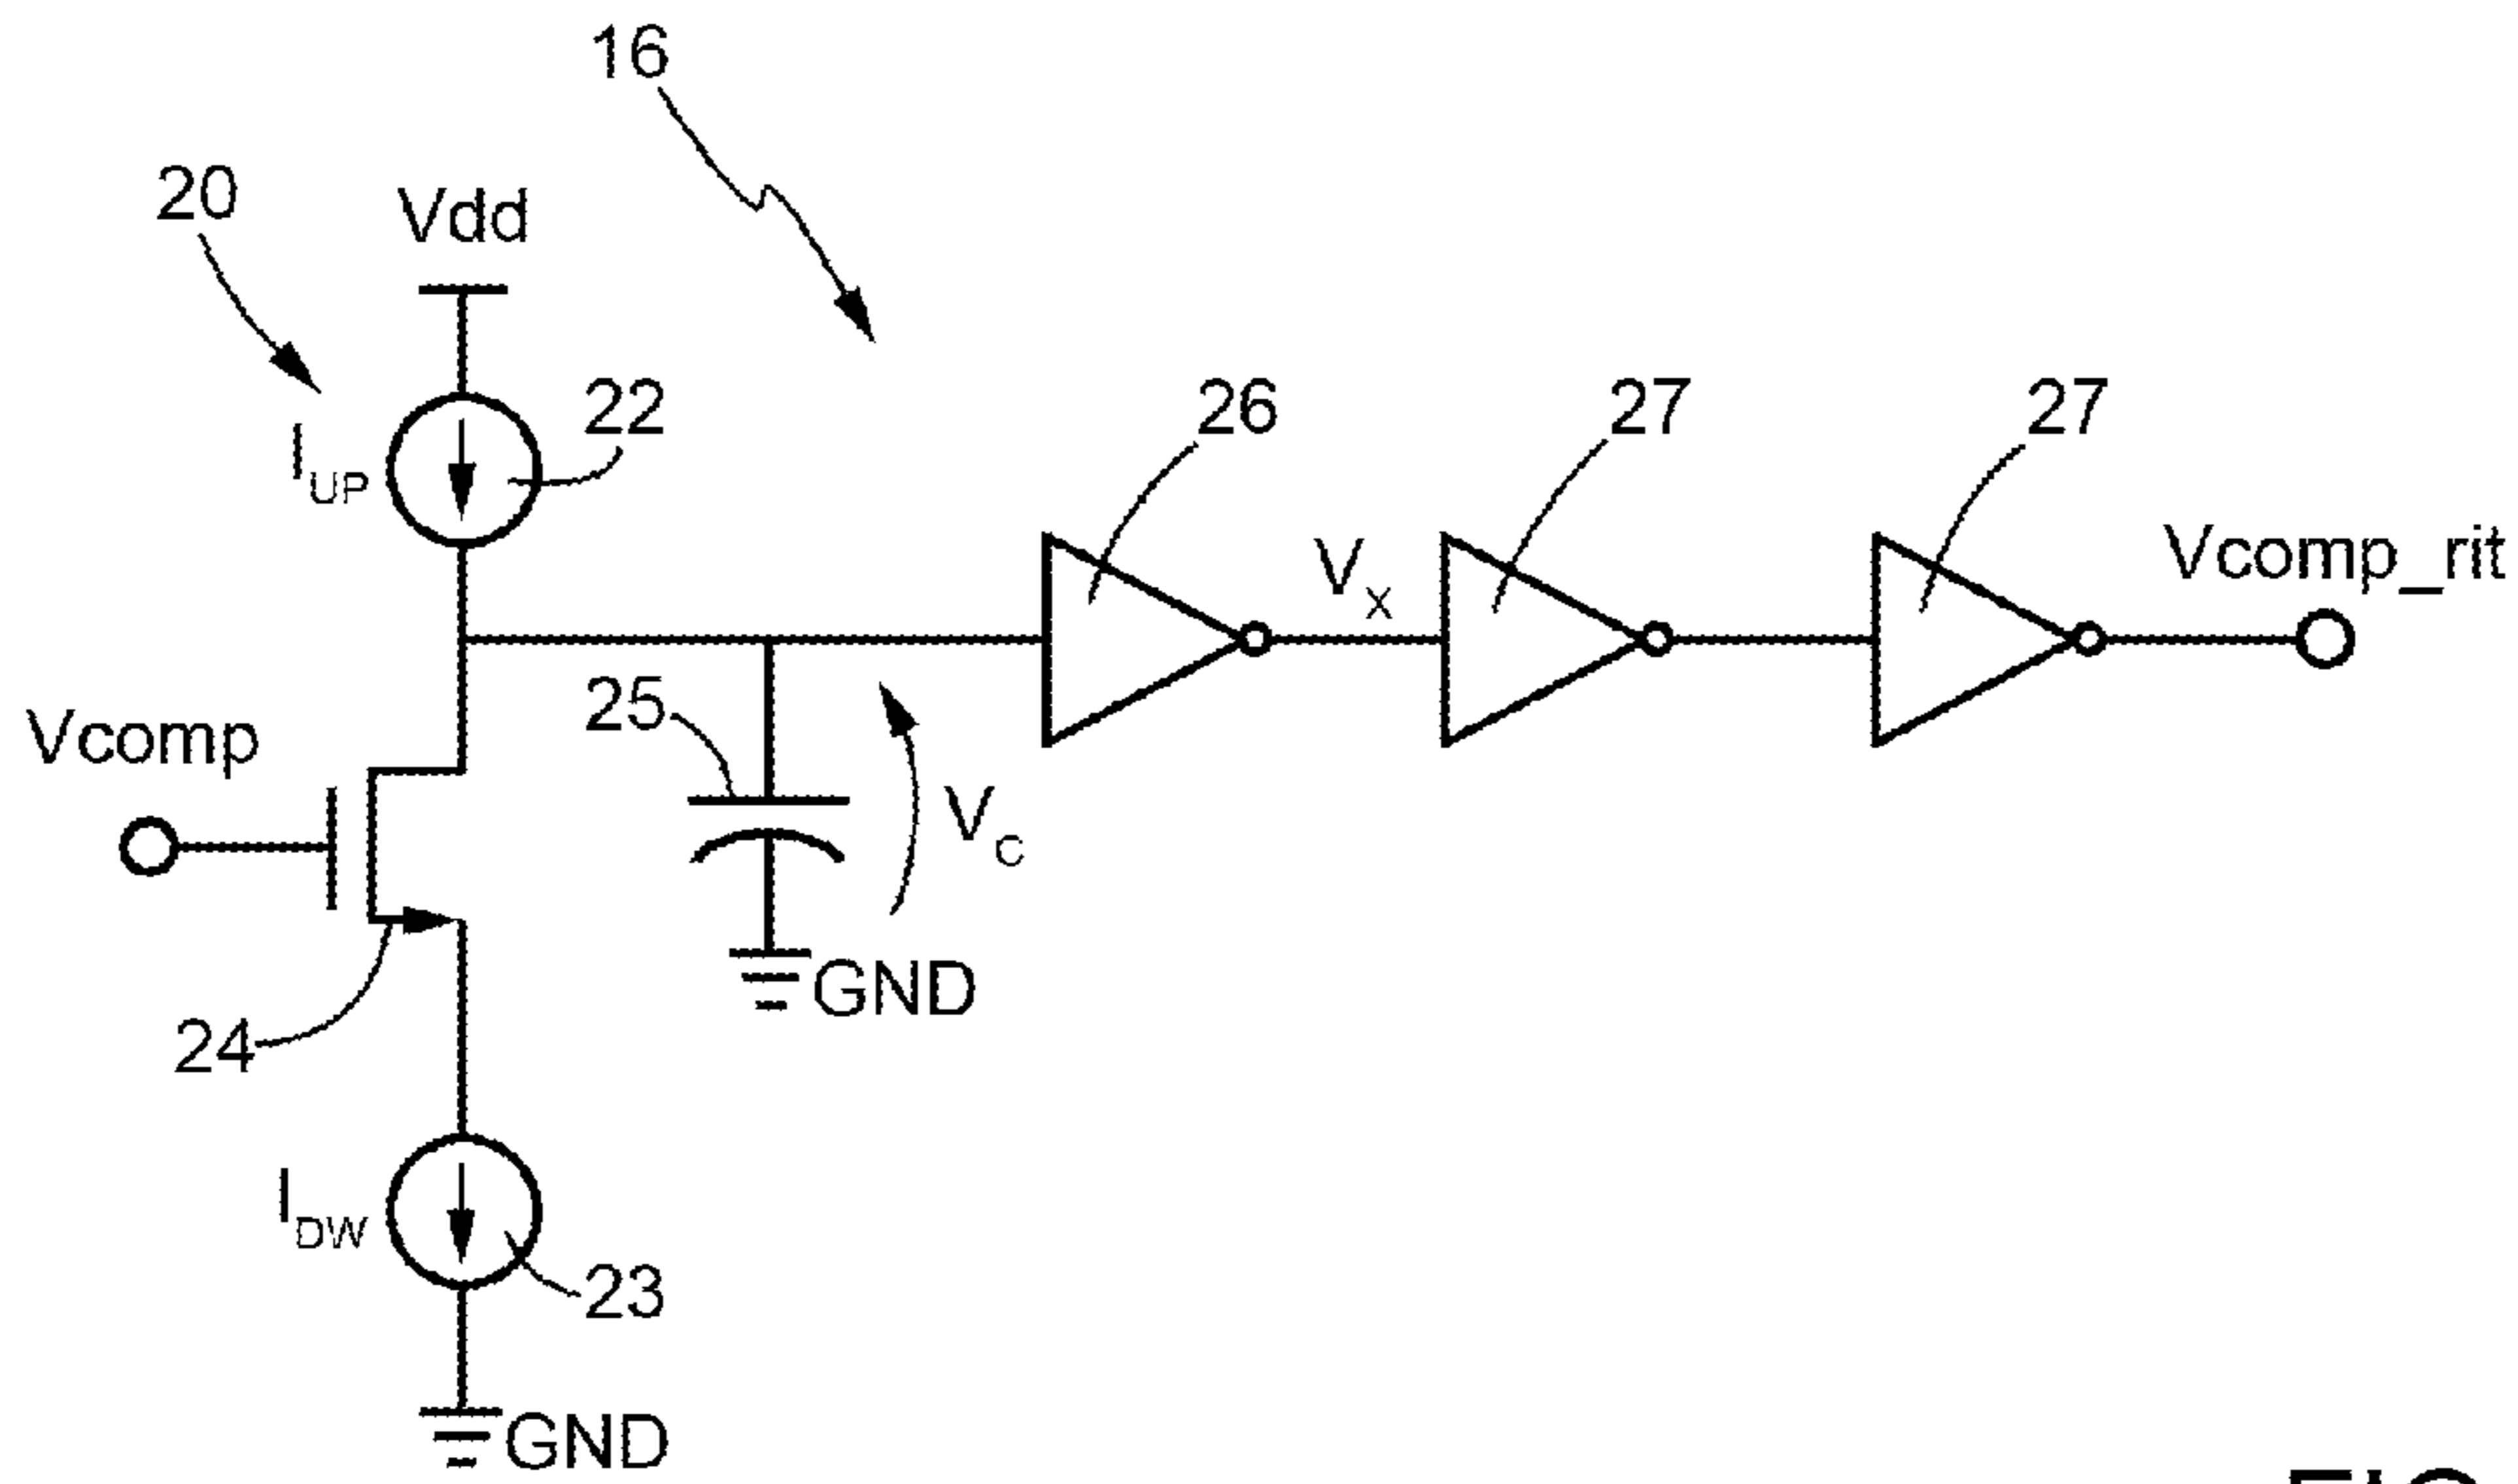 16
20
Vdd
22
I_UP
26
27
27
V_X
Vcomp_rit
25
Vcomp
V_C
GND
24
I_DW
23
GND